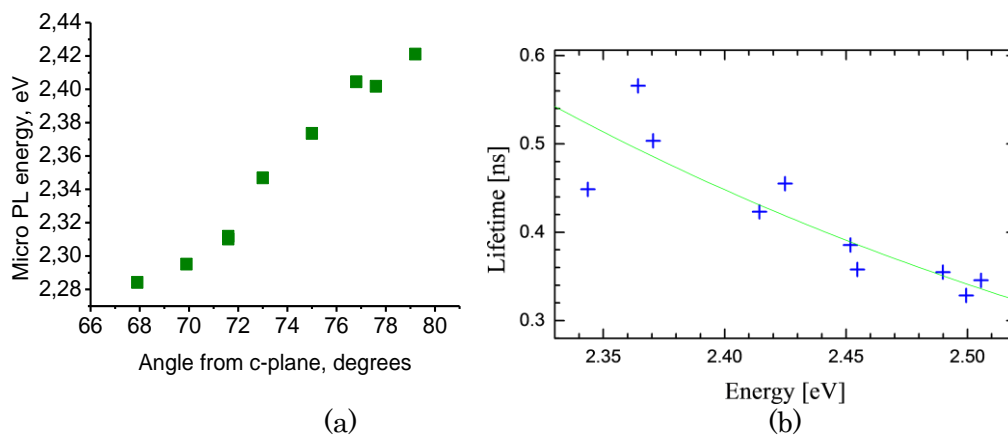 Micro PL energy, eV
2,44
2,42
2,40
2,38
2,36
2,34
2,32
2,30
2,28
66 68 70 72 74 76 78 80
Angle from c-plane, degrees
(a)
Lifetime [ns]
0.6
0.5
0.4
0.3
2.35 2.40 2.45 2.50
Energy [eV]
(b)